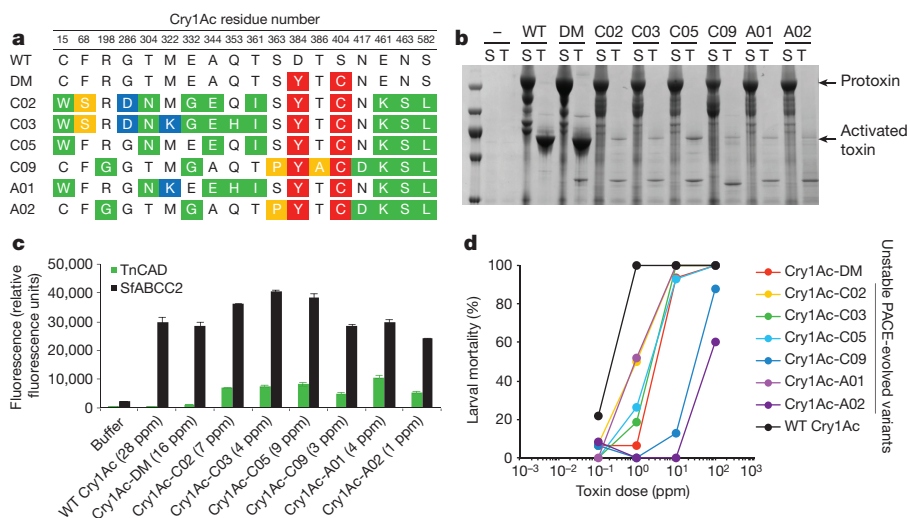 Cry1Ac residue number
a
15 68 198 286 304 322 332 344 353 361 363 384 386 404 417 461 463 582
WT C F R G T M E A Q T S D T S N E N S
DM C F R G T M E A Q T S Y T C N E N S
C02 W S R D N M G E Q I S Y T C N K S L
C03 W S R D N K G E H I S Y T C N K S L
C05 W F R G N M E E Q I S Y T C N K S L
C09 C F G G T M G A Q T P Y A C D K S L
A01 W F R G N K E E H I S Y T C N K S L
A02 C F G G T M G A Q T P Y T C D K S L
b
– WT DM C02 C03 C05 C09 A01 A02
S T S T S T S T S T S T S T S T S T
Protoxin
Activated toxin
c
Fluorescence (relative fluorescence units)
50,000
40,000
30,000
20,000
10,000
0
TnCAD
SfABCC2
Buffer
WT Cry1Ac (28 ppm)
Cry1Ac-DM (16 ppm)
Cry1Ac-C02 (7 ppm)
Cry1Ac-C03 (4 ppm)
Cry1Ac-C05 (9 ppm)
Cry1Ac-C09 (3 ppm)
Cry1Ac-A01 (4 ppm)
Cry1Ac-A02 (1 ppm)
d
Larval mortality (%)
100
80
60
40
20
0
10⁻³ 10⁻² 10⁻¹ 10⁰ 10¹ 10² 10³
Toxin dose (ppm)
Cry1Ac-DM
Cry1Ac-C02
Cry1Ac-C03
Cry1Ac-C05
Cry1Ac-C09
Cry1Ac-A01
Cry1Ac-A02
WT Cry1Ac
Unstable PACE-evolved variants